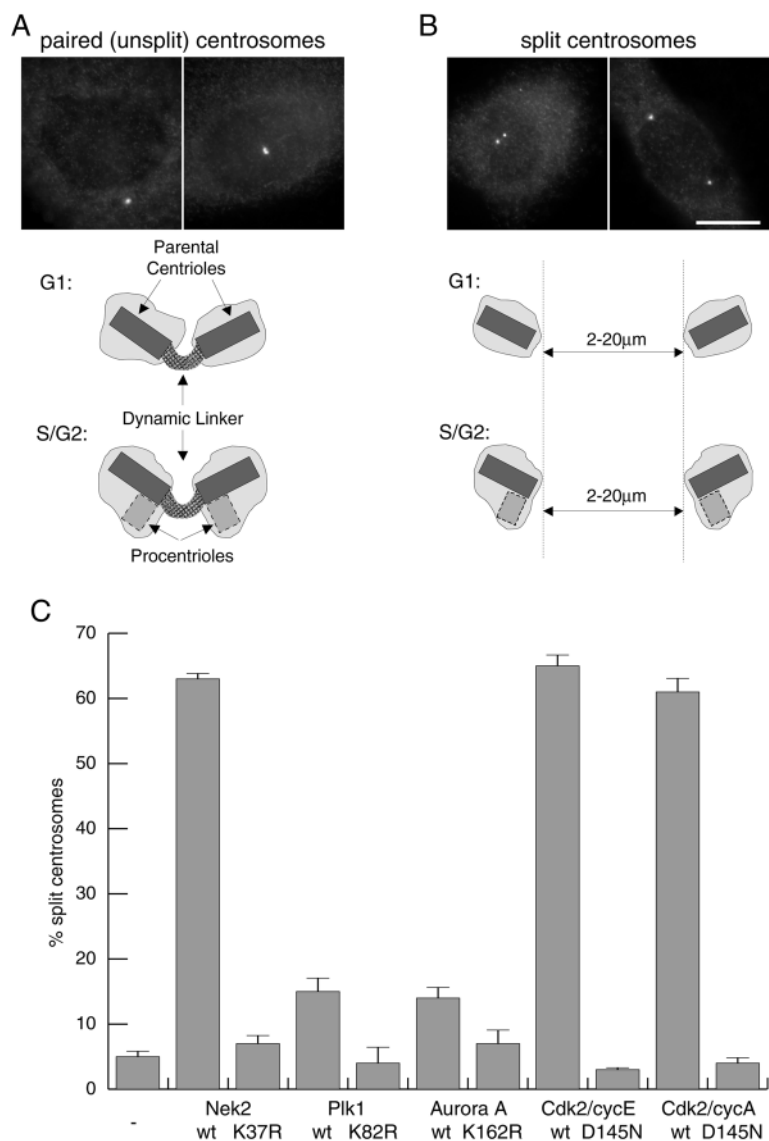 A
paired (unsplit) centrosomes
B
split centrosomes
Parental
Centrioles
G1:
Dynamic Linker
S/G2:
Procentrioles
G1:
2-20µm
S/G2:
2-20µm
C
% split centrosomes
70
60
50
40
30
20
10
0
- Nek2 Plk1 Aurora A Cdk2/cycE Cdk2/cycA
wt K37R wt K82R wt K162R wt D145N wt D145N